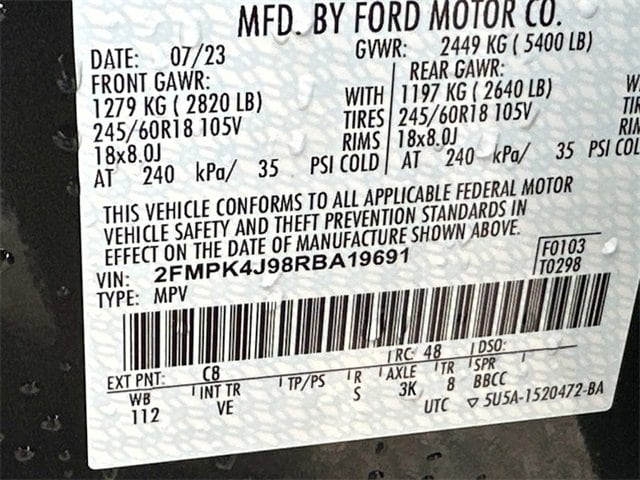 MFD. BY FORD MOTOR CO.
DATE: 07/23 GVWR: 2449 KG ( 5400 LB)
FRONT GAWR: REAR GAWR:
1279 KG ( 2820 LB) WITH 1197 KG ( 2640 LB)
245/60R18 105V TIRES 245/60R18 105V
18x8.0J RIMS 18x8.0J
AT 240 kPa/ 35 PSI COLD AT 240 kPa/ 35 PSI COL
THIS VEHICLE CONFORMS TO ALL APPLICABLE FEDERAL MOTOR
VEHICLE SAFETY AND THEFT PREVENTION STANDARDS IN
EFFECT ON THE DATE OF MANUFACTURE SHOWN ABOVE.
VIN: 2FMPK4J98RBA19691 F0103
TYPE: MPV T0298
EXT PNT: C8 RC: 48 DSO:
WB INT TR TP/PS R AXLE TR SPR
112 VE S 3K 8 BBCC
UTC ▽ 5U5A-1520472-BA